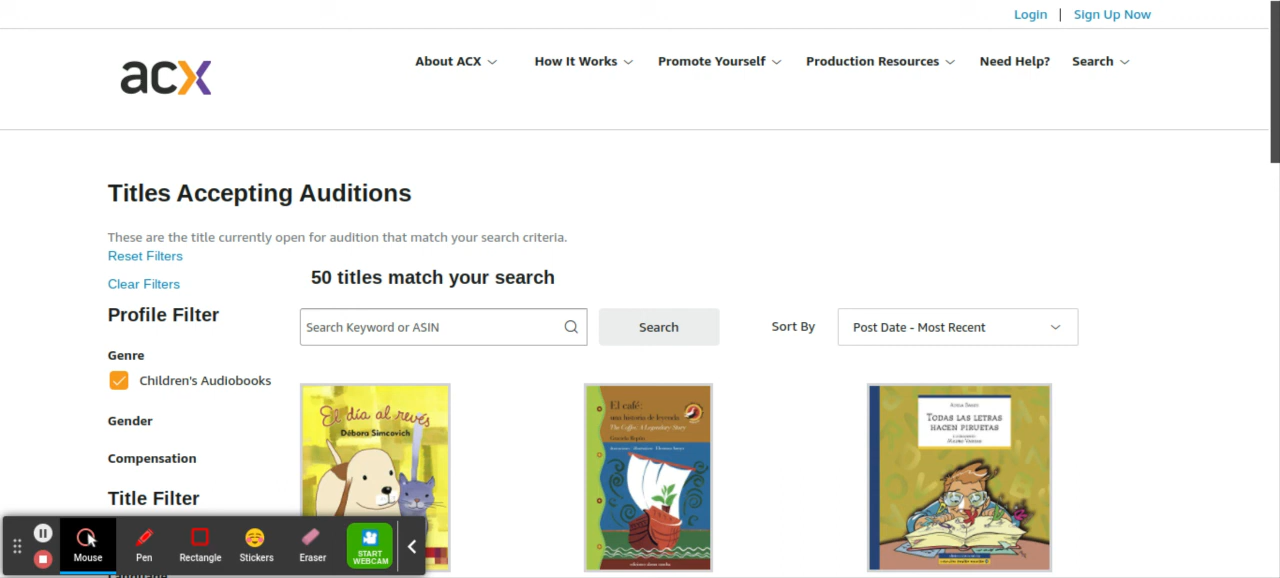 Login | Sign Up Now
acx
About ACX How It Works Promote Yourself Production Resources Need Help? Search
Titles Accepting Auditions
These are the title currently open for audition that match your search criteria.
Reset Filters
50 titles match your search
Clear Filters
Profile Filter
Search Keyword or ASIN Search Sort By Post Date - Most Recent
Genre
Children's Audiobooks
Gender
Compensation
Title Filter
El día al revés
Débora Simcovich
El café:
una historia de leyenda
The Coffee: A Legendary Story
TODAS LAS LETRAS
HACEN PIRUETAS
Mouse Pen Rectangle Stickers Eraser START
WEBCAM
Language